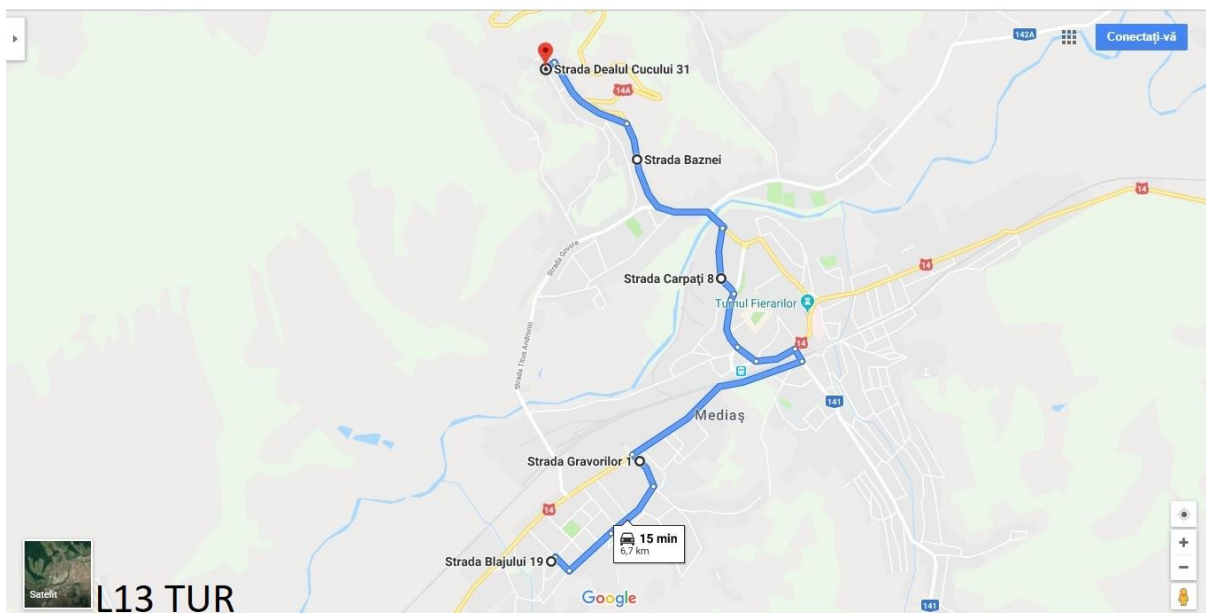 142A
Conectați-vă
Strada Dealul Cucului 31
14A
Strada Baznei
14
Strada Govora
14
Strada Carpați 8
Turnul Fierarilor
Strada Titus Andronic
14
141
Mediaș
Strada Gravorilor 1
14
15 min
6,7 km
Strada Blajului 19
Satelit
Google
141
L13 TUR